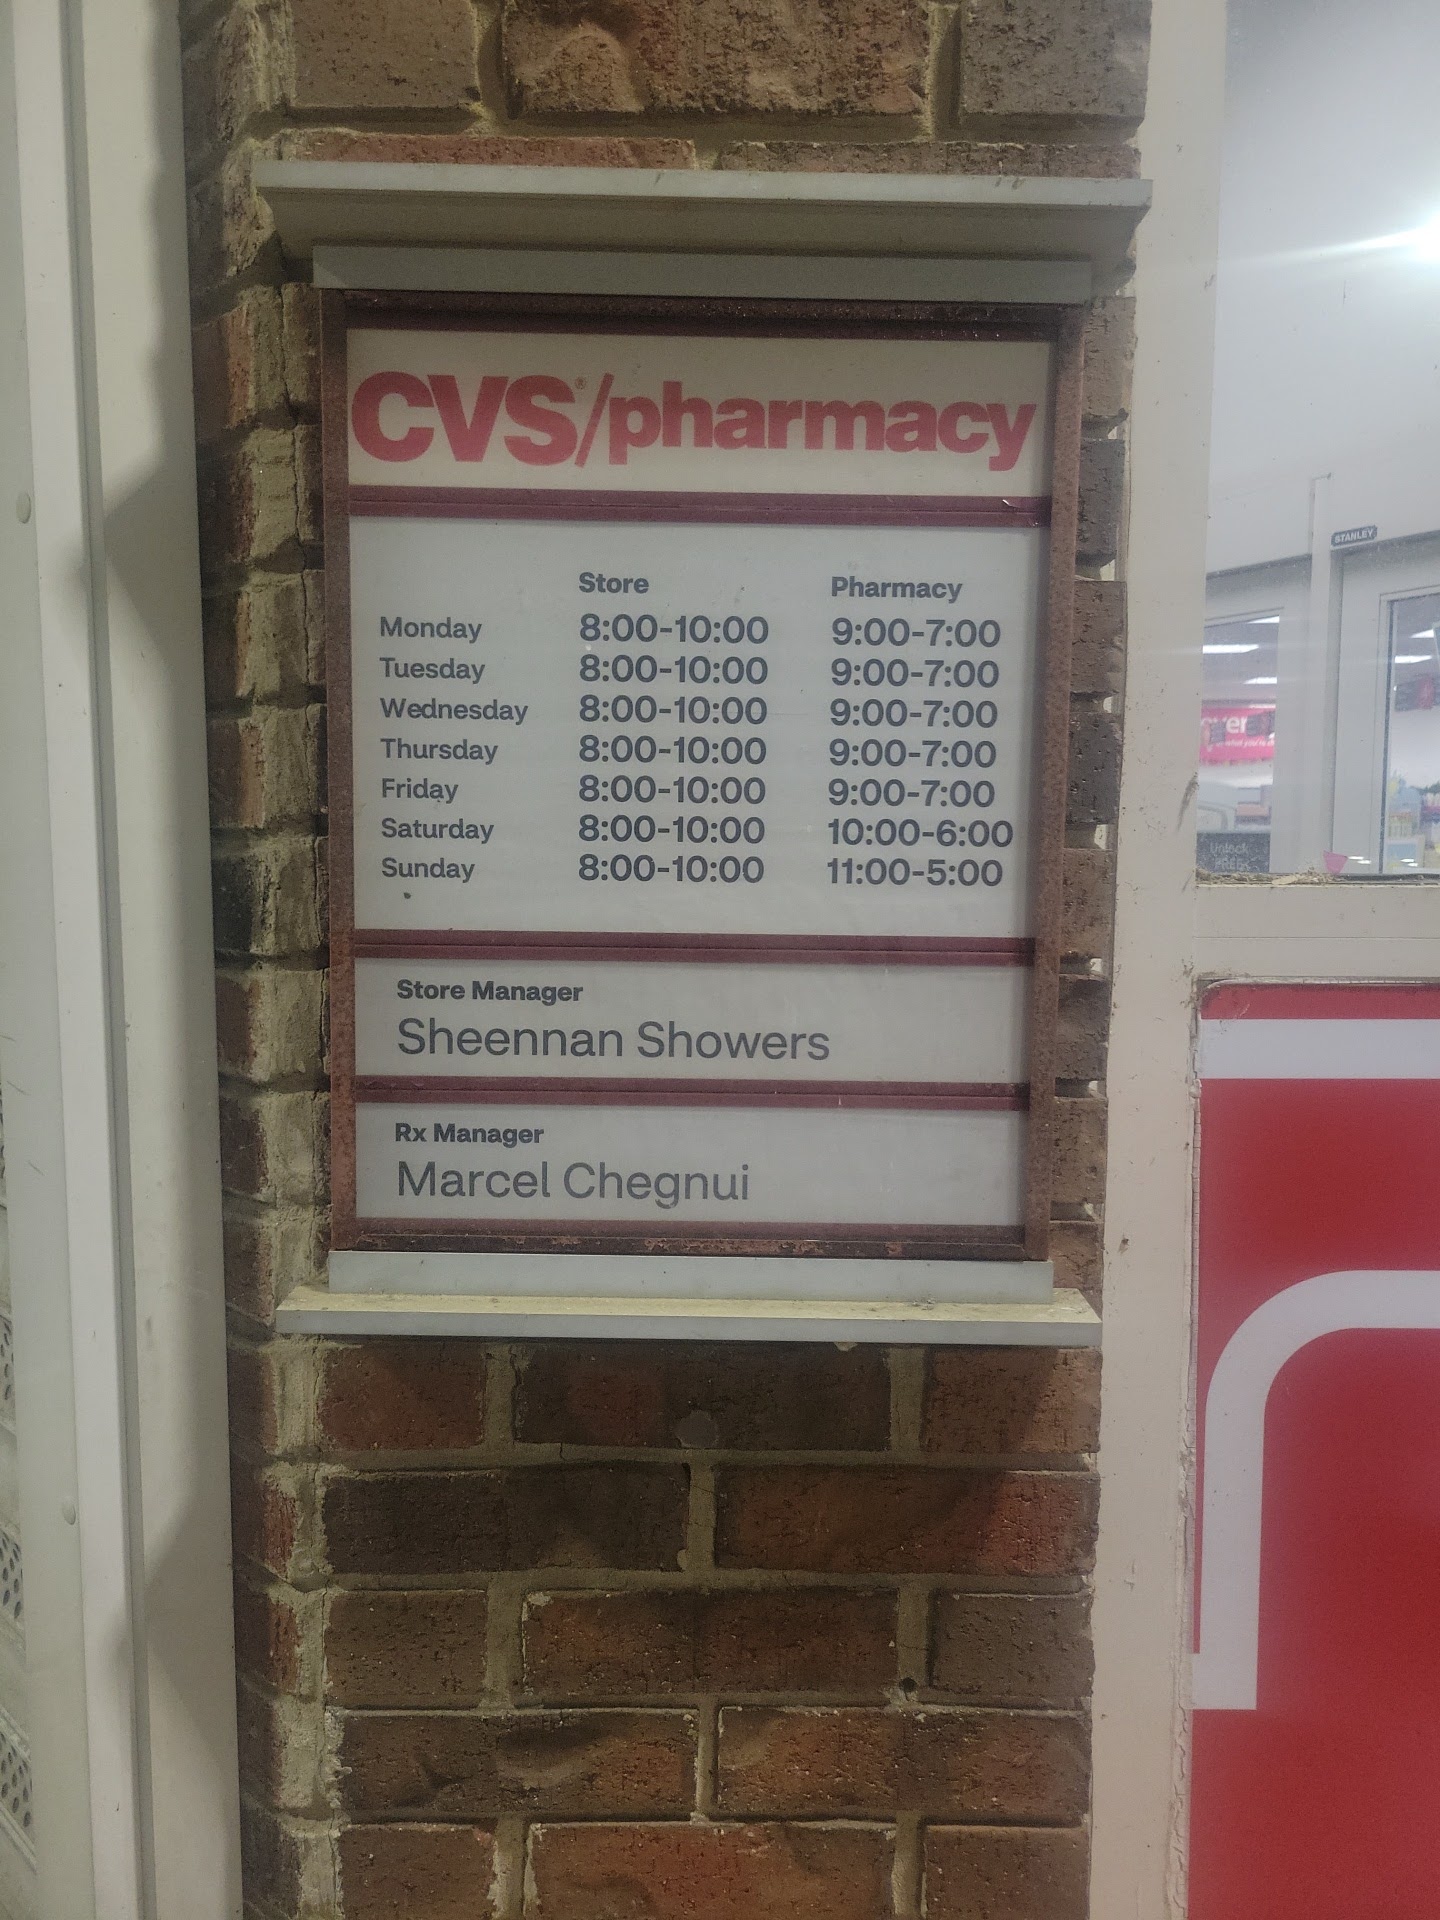 CVS®/pharmacy
Store Pharmacy
Monday 8:00-10:00 9:00-7:00
Tuesday 8:00-10:00 9:00-7:00
Wednesday 8:00-10:00 9:00-7:00
Thursday 8:00-10:00 9:00-7:00
Friday 8:00-10:00 9:00-7:00
Saturday 8:00-10:00 10:00-6:00
Sunday 8:00-10:00 11:00-5:00
Store Manager
Sheennan Showers
Rx Manager
Marcel Chegnui
STANLEY
Unlock